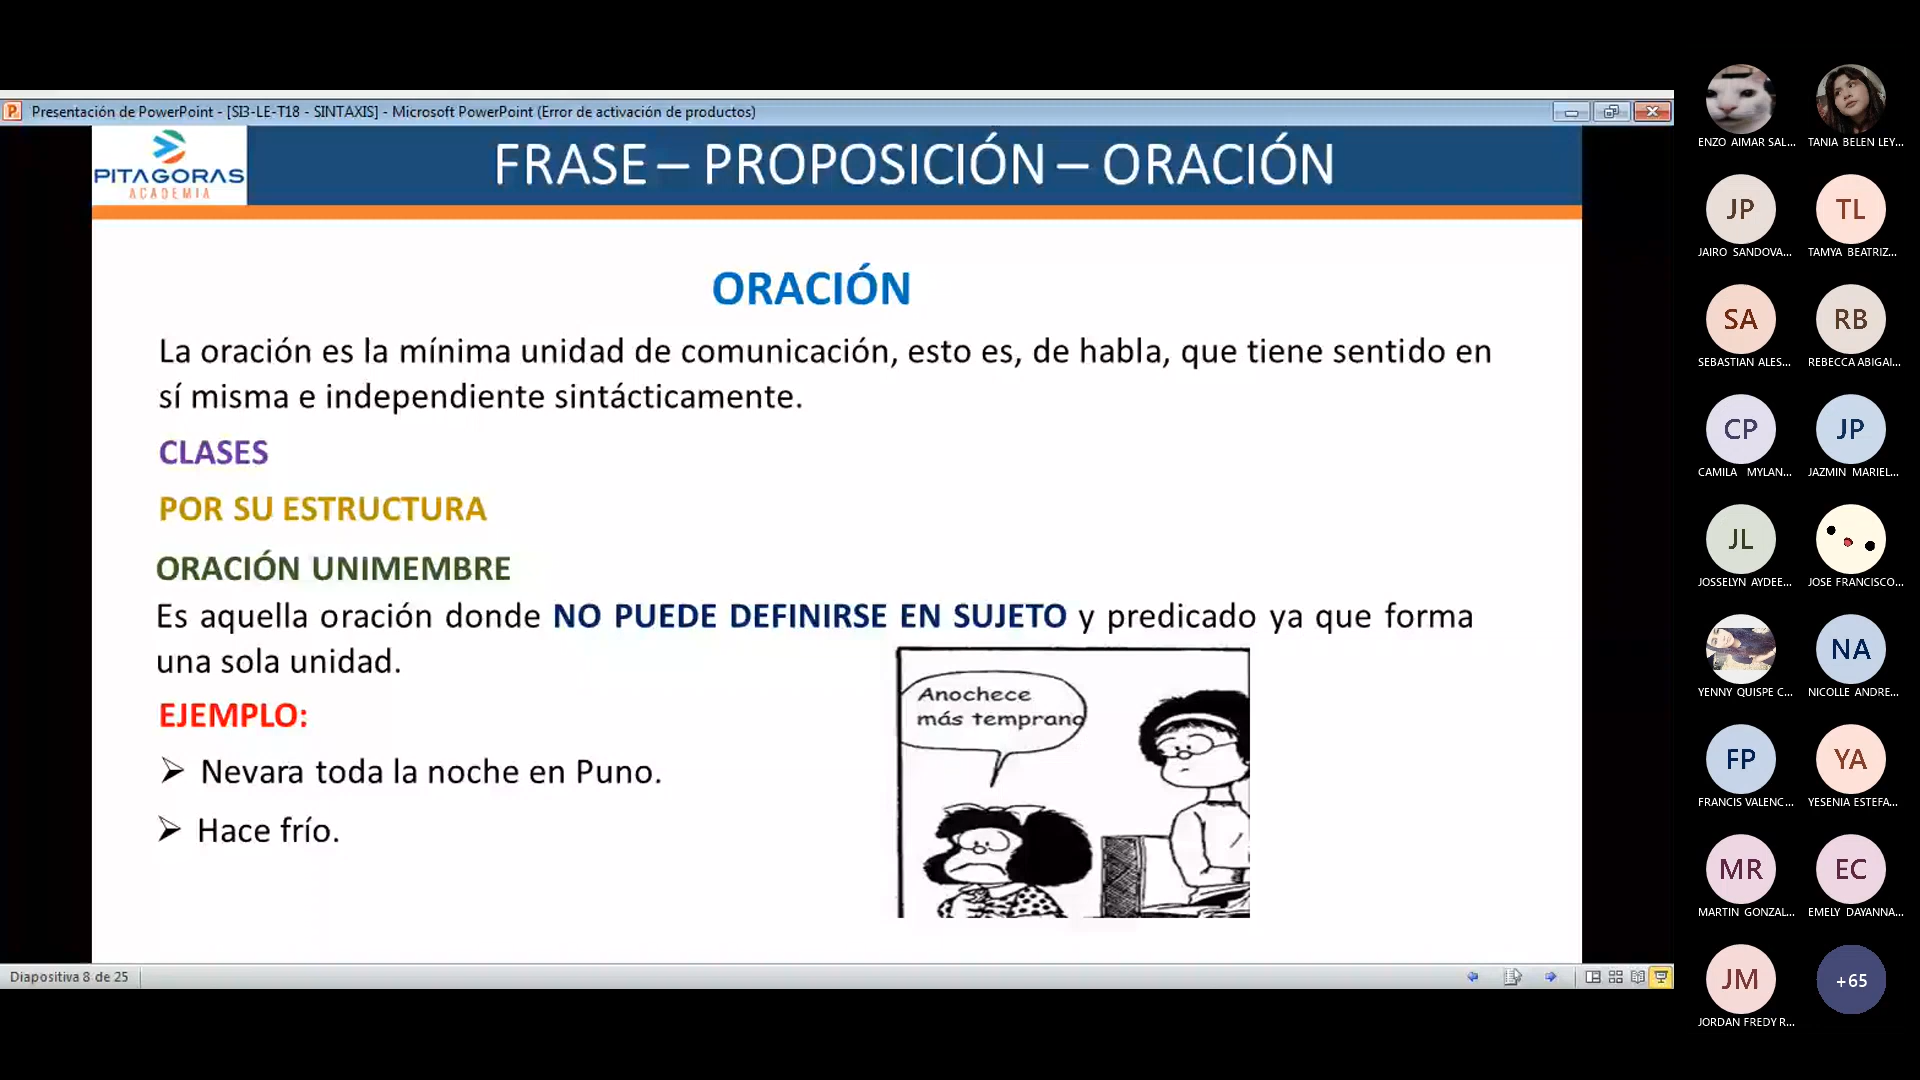 Presentación de PowerPoint - [SI3-LE-T18 - SINTAXIS] - Microsoft PowerPoint (Error de activación de productos)
PITAGORAS
ACADEMIA
FRASE – PROPOSICIÓN – ORACIÓN
ORACIÓN
La oración es la mínima unidad de comunicación, esto es, de habla, que tiene sentido en
sí misma e independiente sintácticamente.
CLASES
POR SU ESTRUCTURA
ORACIÓN UNIMEMBRE
Es aquella oración donde NO PUEDE DEFINIRSE EN SUJETO y predicado ya que forma
una sola unidad.
EJEMPLO:
Nevara toda la noche en Puno.
Hace frío.
Anochece
más temprano
Diapositiva 8 de 25
ENZO AIMAR SAL...
TANIA BELEN LEY...
JP
TL
JAIRO SANDOVA...
TAMYA BEATRIZ...
SA
RB
SEBASTIAN ALES...
REBECCA ABIGAI...
CP
JP
CAMILA MYLAN...
JAZMIN MARIEL...
JL
JOSSELYN AYDEE...
JOSE FRANCISCO...
NA
YENNY QUISPE C...
NICOLLE ANDRE...
FP
YA
FRANCIS VALENC...
YESENIA ESTEFA...
MR
EC
MARTIN GONZAL...
EMELY DAYANNA...
JM
+65
JORDAN FREDY R...